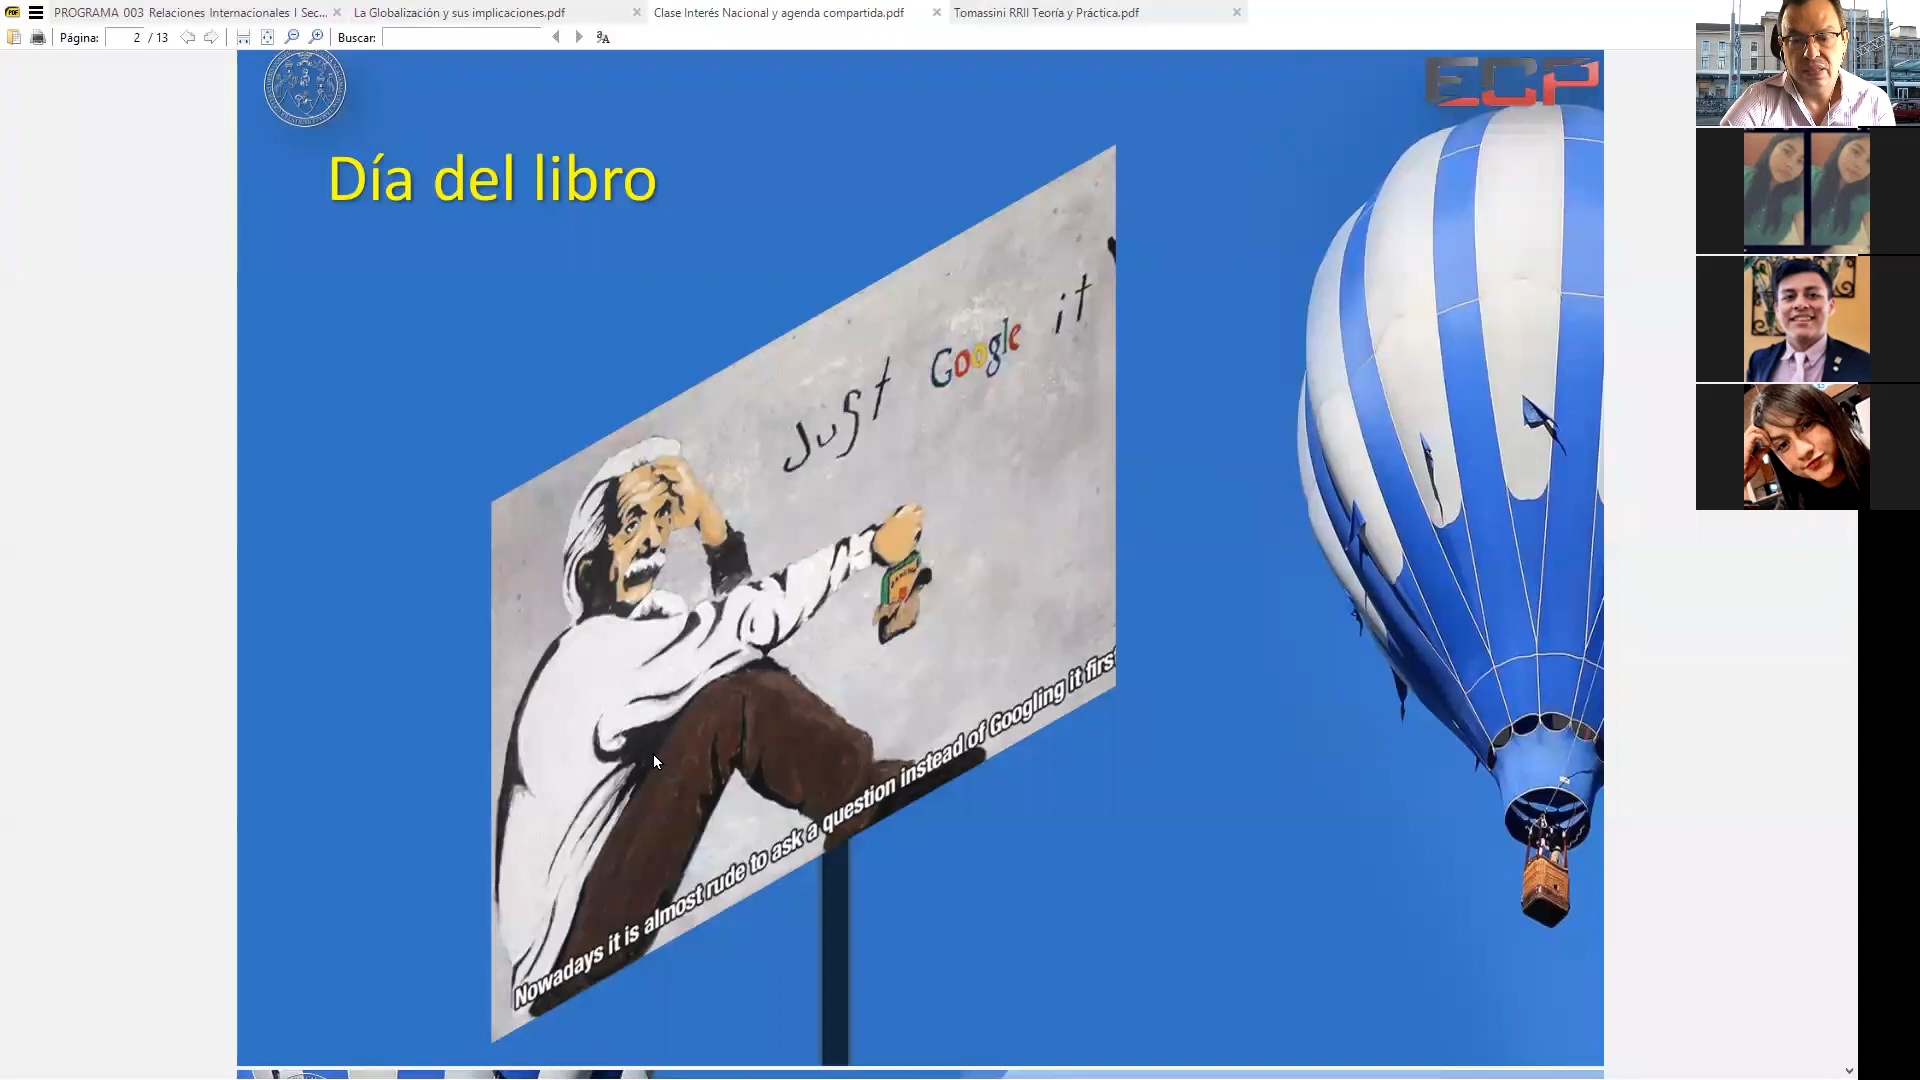 PROGRAMA 003 Relaciones Internacionales I Sec...
La Globalización y sus implicaciones.pdf
Clase Interés Nacional y agenda compartida.pdf
Tomassini RRII Teoría y Práctica.pdf
Página: 2 / 13
Buscar:
ECP
Día del libro
Just Google it
Nowadays it is almost rude to ask a question instead of Googling it first